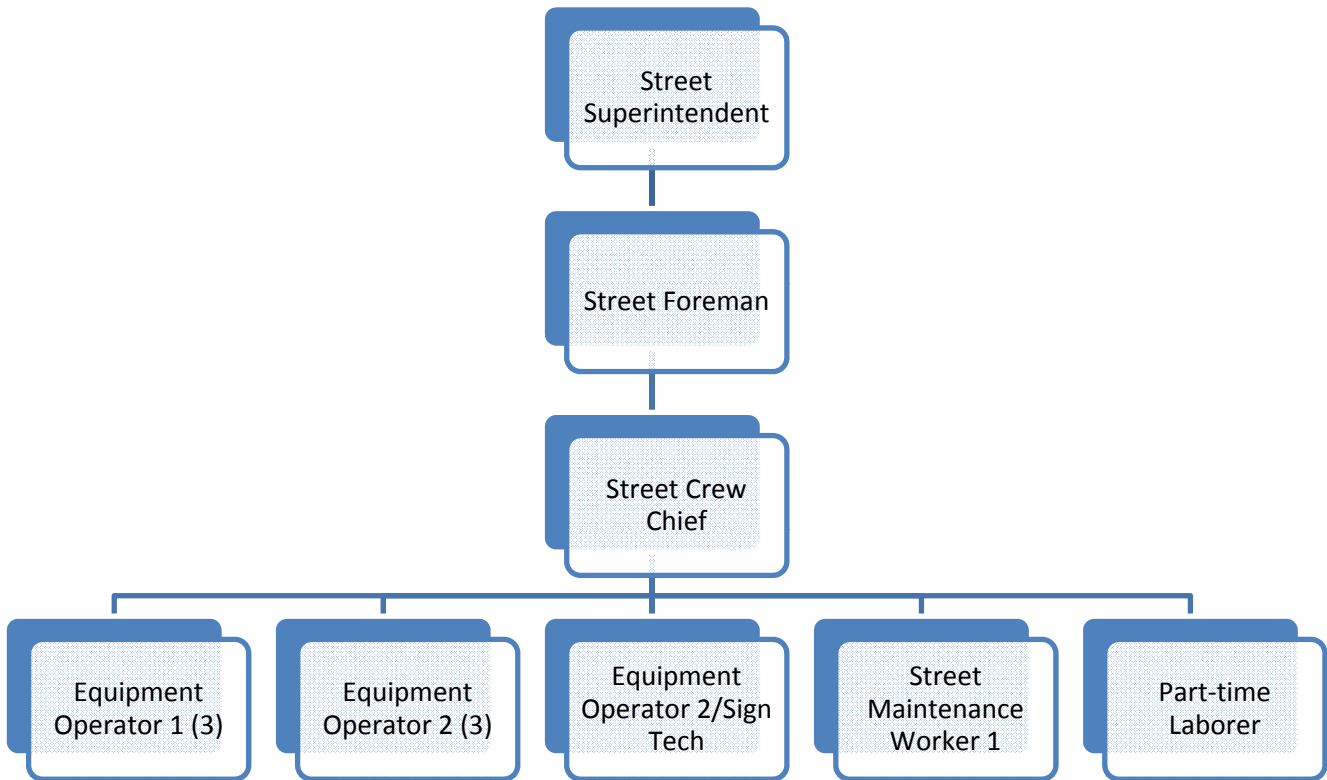 Street
Superintendent
Street Foreman
Street Crew
Chief
Equipment
Operator 1 (3)
Equipment
Operator 2 (3)
Equipment
Operator 2/Sign
Tech
Street
Maintenance
Worker 1
Part-time
Laborer